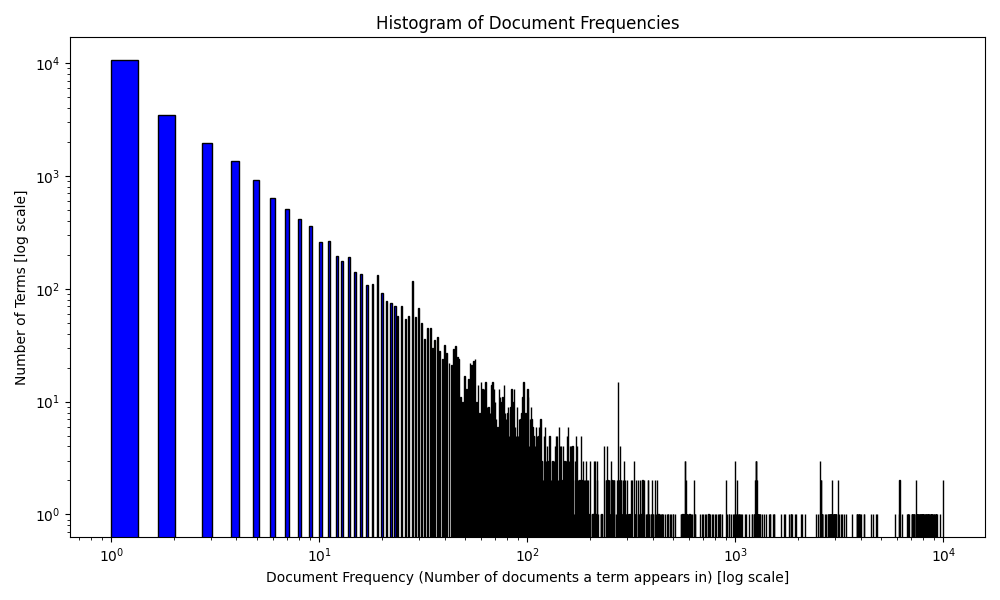 Histogram of Document Frequencies
Number of Terms [log scale]
10⁴
10³
10²
10¹
10⁰
10⁰ 10¹ 10² 10³ 10⁴
Document Frequency (Number of documents a term appears in) [log scale]